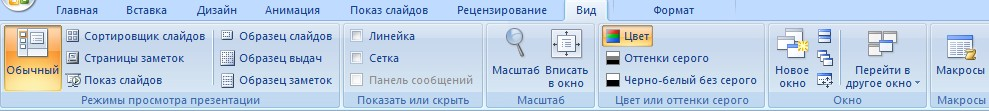 Главная Вставка Дизайн Анимация Показ слайдов Рецензирование Вид Формат
Обычный
Сортировщик слайдов
Страницы заметок
Показ слайдов
Образец слайдов
Образец выдач
Образец заметок
Режимы просмотра презентации
Линейка
Сетка
Панель сообщений
Показать или скрыть
Масштаб
Вписать
в окно
Масштаб
Цвет
Оттенки серого
Черно-белый без серого
Цвет или оттенки серого
Новое
окно
Перейти в
другое окно
Окно
Макросы
Макросы